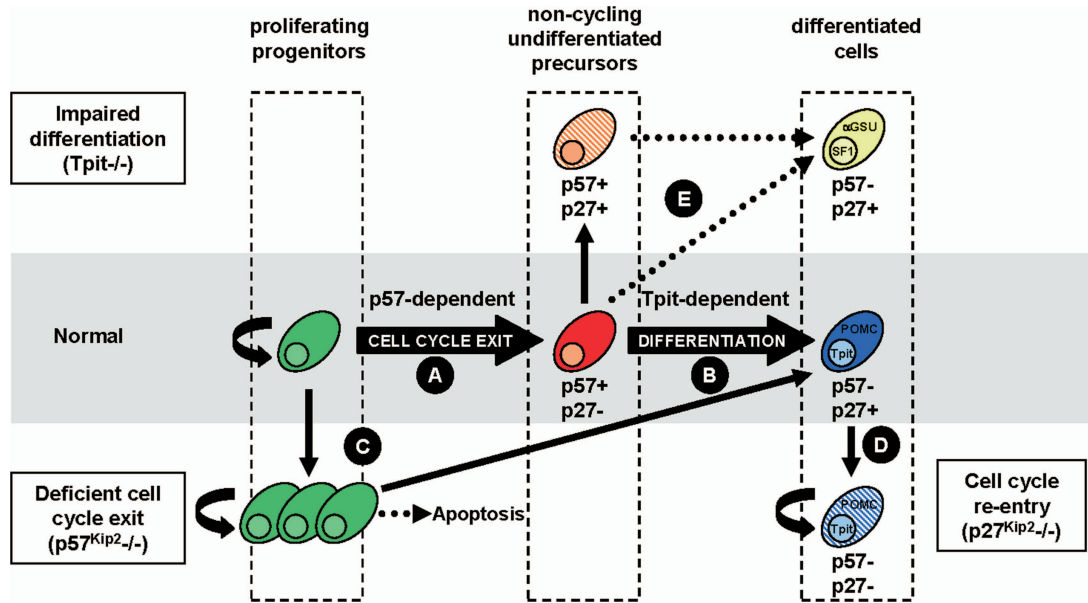 proliferating
progenitors
non-cycling
undifferentiated
precursors
differentiated
cells
Impaired
differentiation
(Tpit-/-)
p57+
p27+
αGSU
SF1
p57-
p27+
E
Normal
p57-dependent
CELL CYCLE EXIT
A
p57+
p27-
Tpit-dependent
DIFFERENTIATION
B
POMC
Tpit
p57-
p27+
C
D
Deficient cell
cycle exit
(p57Kip2-/-)
Apoptosis
POMC
Tpit
p57-
p27-
Cell cycle
re-entry
(p27Kip2-/-)